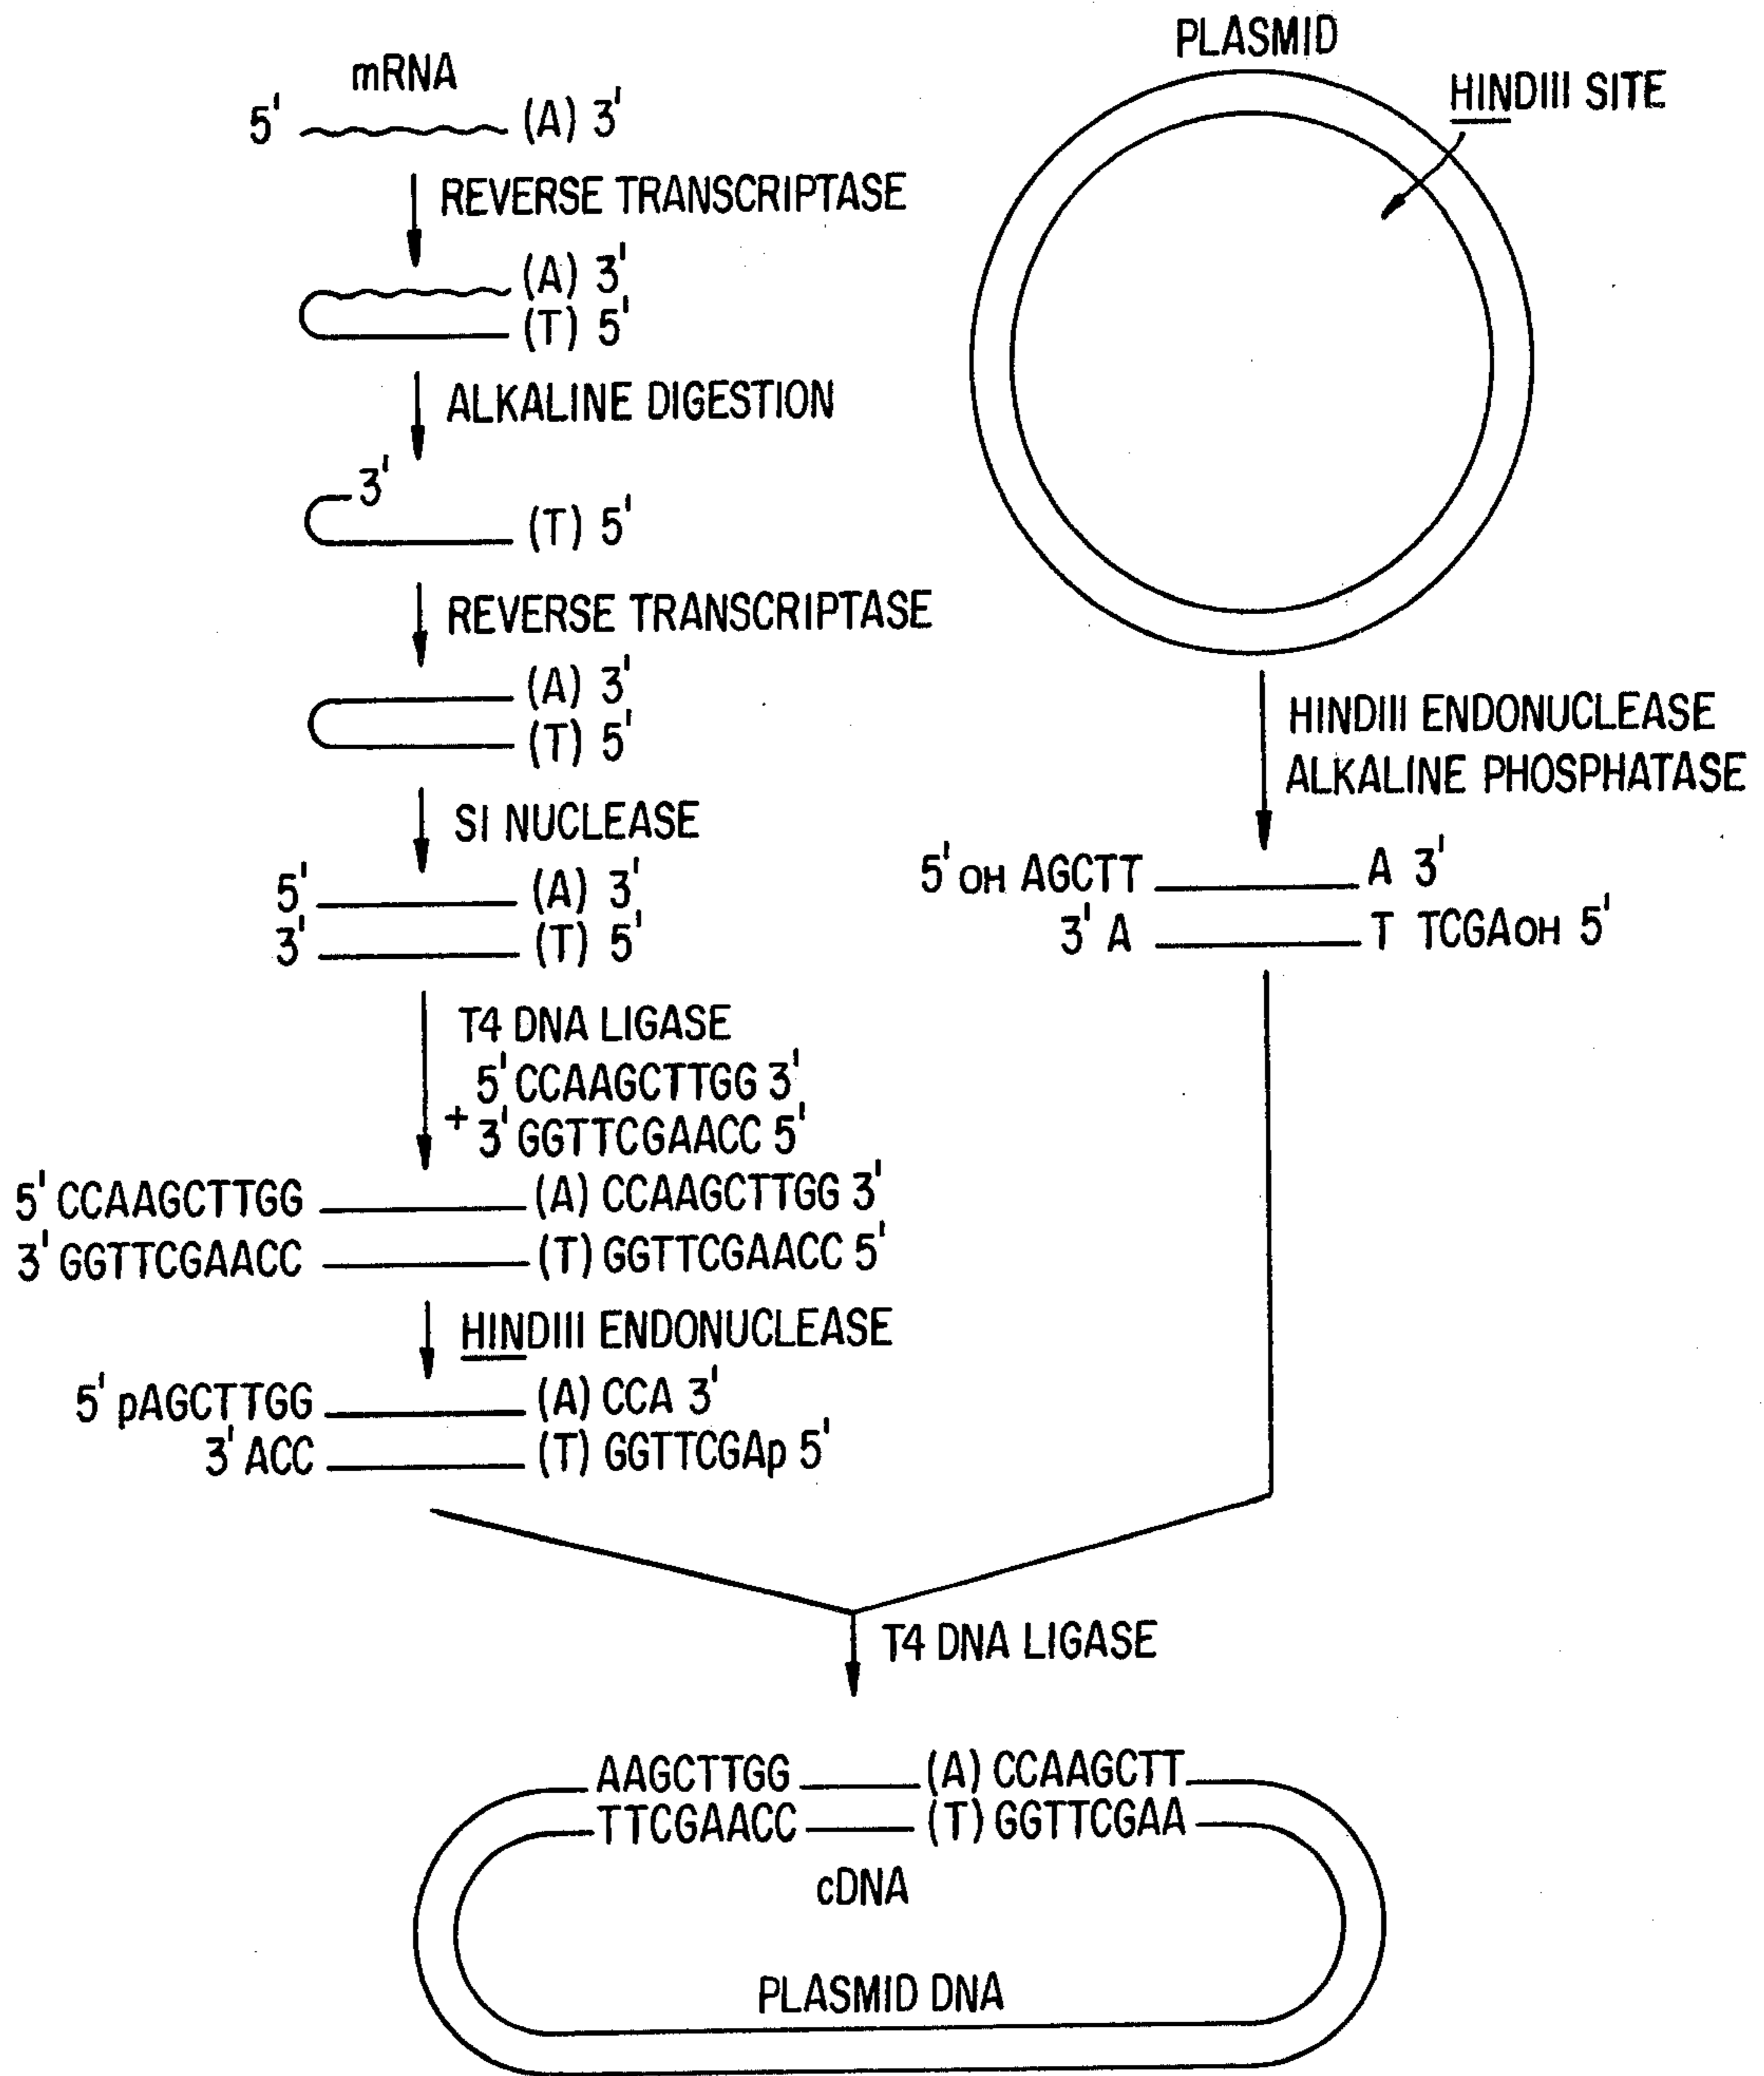 mRNA
5' (A) 3'
REVERSE TRANSCRIPTASE
(A) 3'
(T) 5'
ALKALINE DIGESTION
3'
(T) 5'
REVERSE TRANSCRIPTASE
(A) 3'
(T) 5'
SI NUCLEASE
5' (A) 3'
3' (T) 5'
T4 DNA LIGASE
5' CCAAGCTTGG 3'
+ 3' GGTTCGAACC 5'
5' CCAAGCTTGG (A) CCAAGCTTGG 3'
3' GGTTCGAACC (T) GGTTCGAACC 5'
HINDIII ENDONUCLEASE
5' pAGCTTGG (A) CCA 3'
3' ACC (T) GGTTCGAp 5'
PLASMID
HINDIII SITE
HINDIII ENDONUCLEASE
ALKALINE PHOSPHATASE
5' OH AGCTT A 3'
3' A T TCGAOH 5'
T4 DNA LIGASE
AAGCTTGG (A) CCAAGCTT
TTCGAACC (T) GGTTCGAA
cDNA
PLASMID DNA